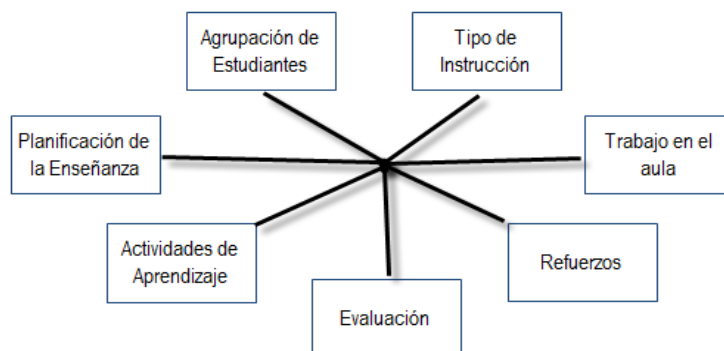 Agrupación de
Estudiantes
Tipo de
Instrucción
Planificación de
la Enseñanza
Trabajo en el
aula
Actividades de
Aprendizaje
Refuerzos
Evaluación